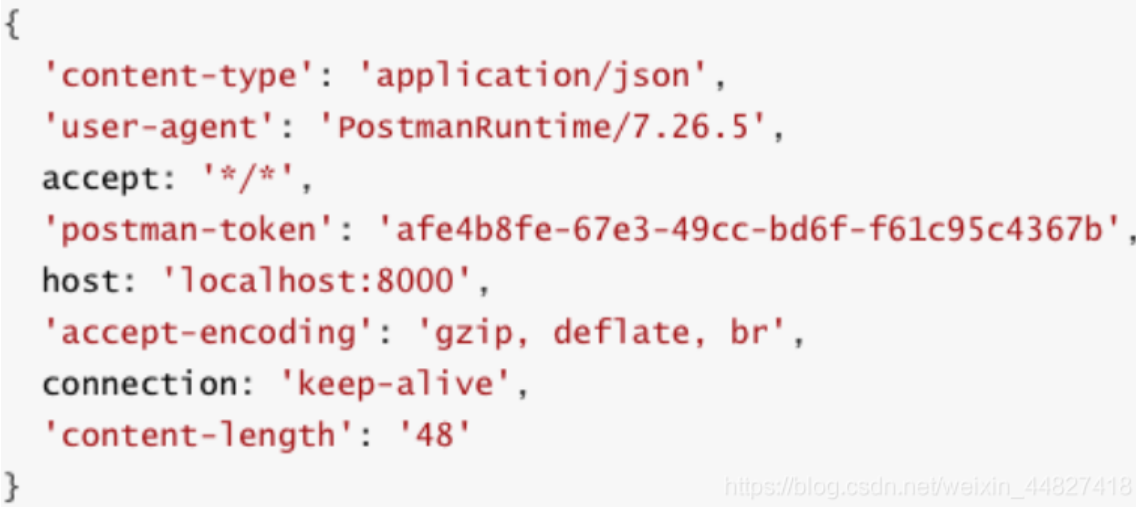 {
'content-type': 'application/json',
'user-agent': 'PostmanRuntime/7.26.5',
accept: '*/*',
'postman-token': 'afe4b8fe-67e3-49cc-bd6f-f61c95c4367b',
host: 'localhost:8000',
'accept-encoding': 'gzip, deflate, br',
connection: 'keep-alive',
'content-length': '48'
}
https://blog.csdn.net/weixin_44827418